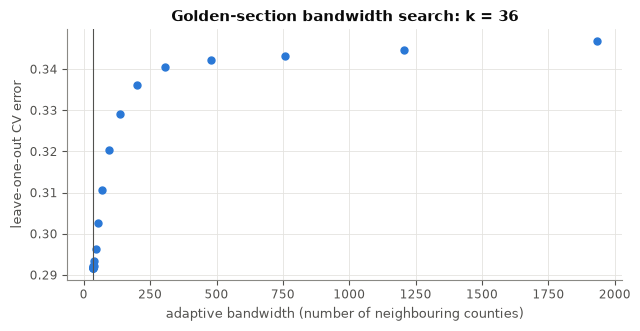 Golden-section bandwidth search: k = 36
leave-one-out CV error
0.34
0.33
0.32
0.31
0.30
0.29
0 250 500 750 1000 1250 1500 1750 2000
adaptive bandwidth (number of neighbouring counties)